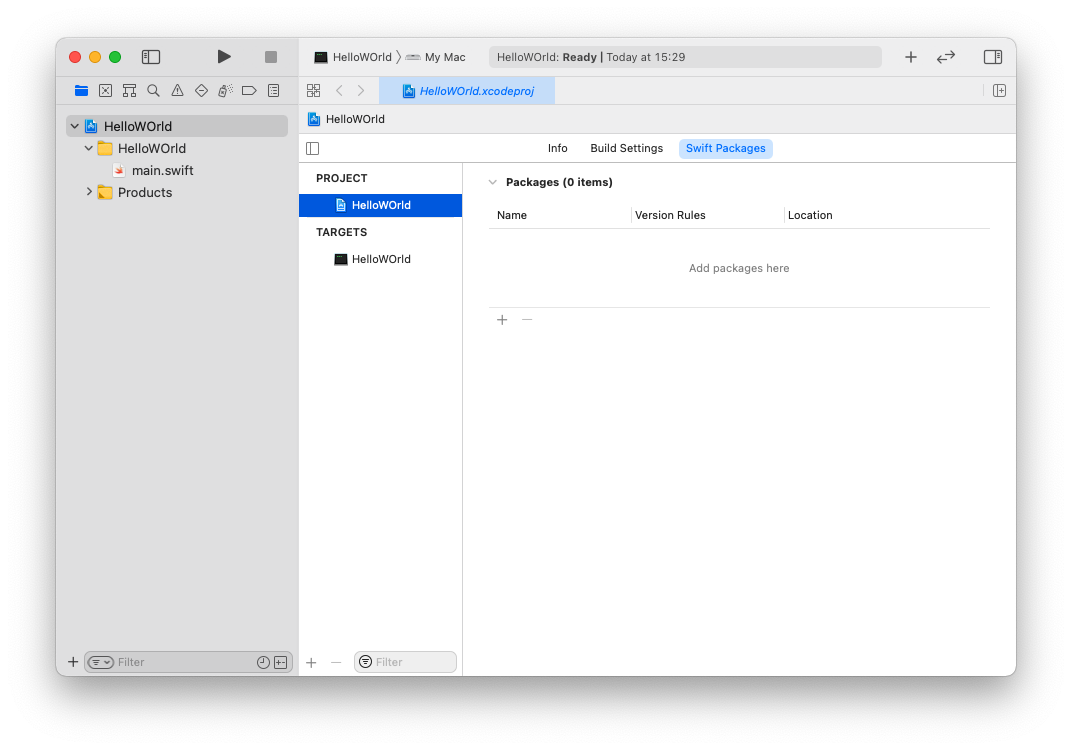 HelloWOrld 〉 My Mac
HelloWOrld: Ready | Today at 15:29
HelloWOrld.xcodeproj
HelloWOrld
HelloWOrld
main.swift
Products
Filter
HelloWOrld
Info Build Settings Swift Packages
PROJECT
HelloWOrld
TARGETS
HelloWOrld
Filter
Packages (0 items)
Name Version Rules Location
Add packages here